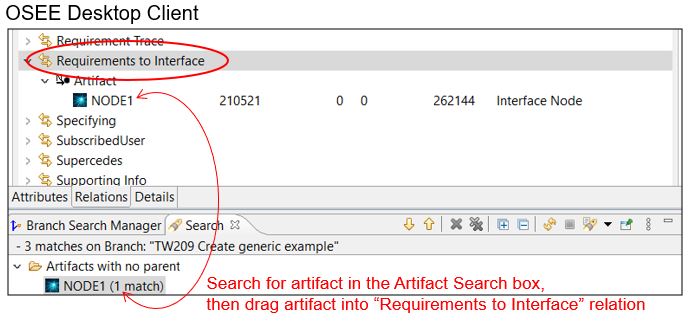 OSEE Desktop Client
Requirement Trace
Requirements to Interface
Artifact
NODE1 210521 0 0 262144 Interface Node
Specifying
SubscribedUser
Supercedes
Supporting Info
Attributes Relations Details
Branch Search Manager Search
- 3 matches on Branch: "TW209 Create generic example"
Artifacts with no parent
NODE1 (1 match)
Search for artifact in the Artifact Search box,
then drag artifact into “Requirements to Interface” relation